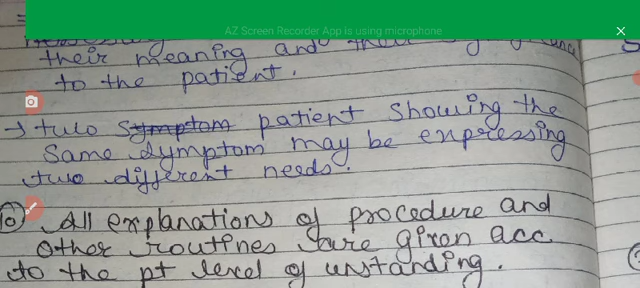 AZ Screen Recorder App is using microphone
their meaning and
to the patient.
→ two symptom patient showing the
same symptom may be expressing
two different needs.
All explanations of procedure and
other routines are given acc
to the pt level of unstanding.